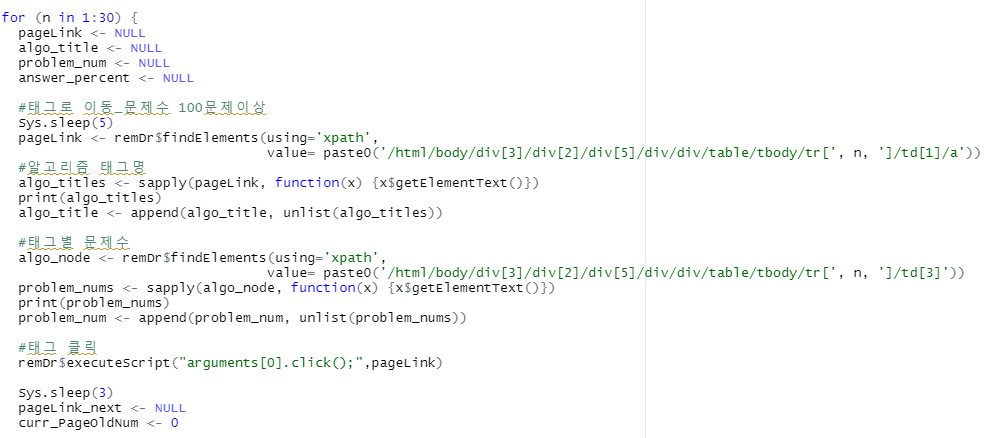 for (n in 1:30) {
  pageLink <- NULL
  algo_title <- NULL
  problem_num <- NULL
  answer_percent <- NULL

  #태그로 이동_문제수 100문제이상
  Sys.sleep(5)
  pageLink <- remDr$findElements(using='xpath',
                                 value= paste0('/html/body/div[3]/div[2]/div[5]/div/div/table/tbody/tr[', n, ']/td[1]/a'))
  #알고리즘 태그명
  algo_titles <- sapply(pageLink, function(x) {x$getElementText()})
  print(algo_titles)
  algo_title <- append(algo_title, unlist(algo_titles))

  #태그별 문제수
  algo_node <- remDr$findElements(using='xpath',
                                 value= paste0('/html/body/div[3]/div[2]/div[5]/div/div/table/tbody/tr[', n, ']/td[3]'))
  problem_nums <- sapply(algo_node, function(x) {x$getElementText()})
  print(problem_nums)
  problem_num <- append(problem_num, unlist(problem_nums))

  #태그 클릭
  remDr$executeScript("arguments[0].click();",pageLink)

  Sys.sleep(3)
  pageLink_next <- NULL
  curr_PageOldNum <- 0